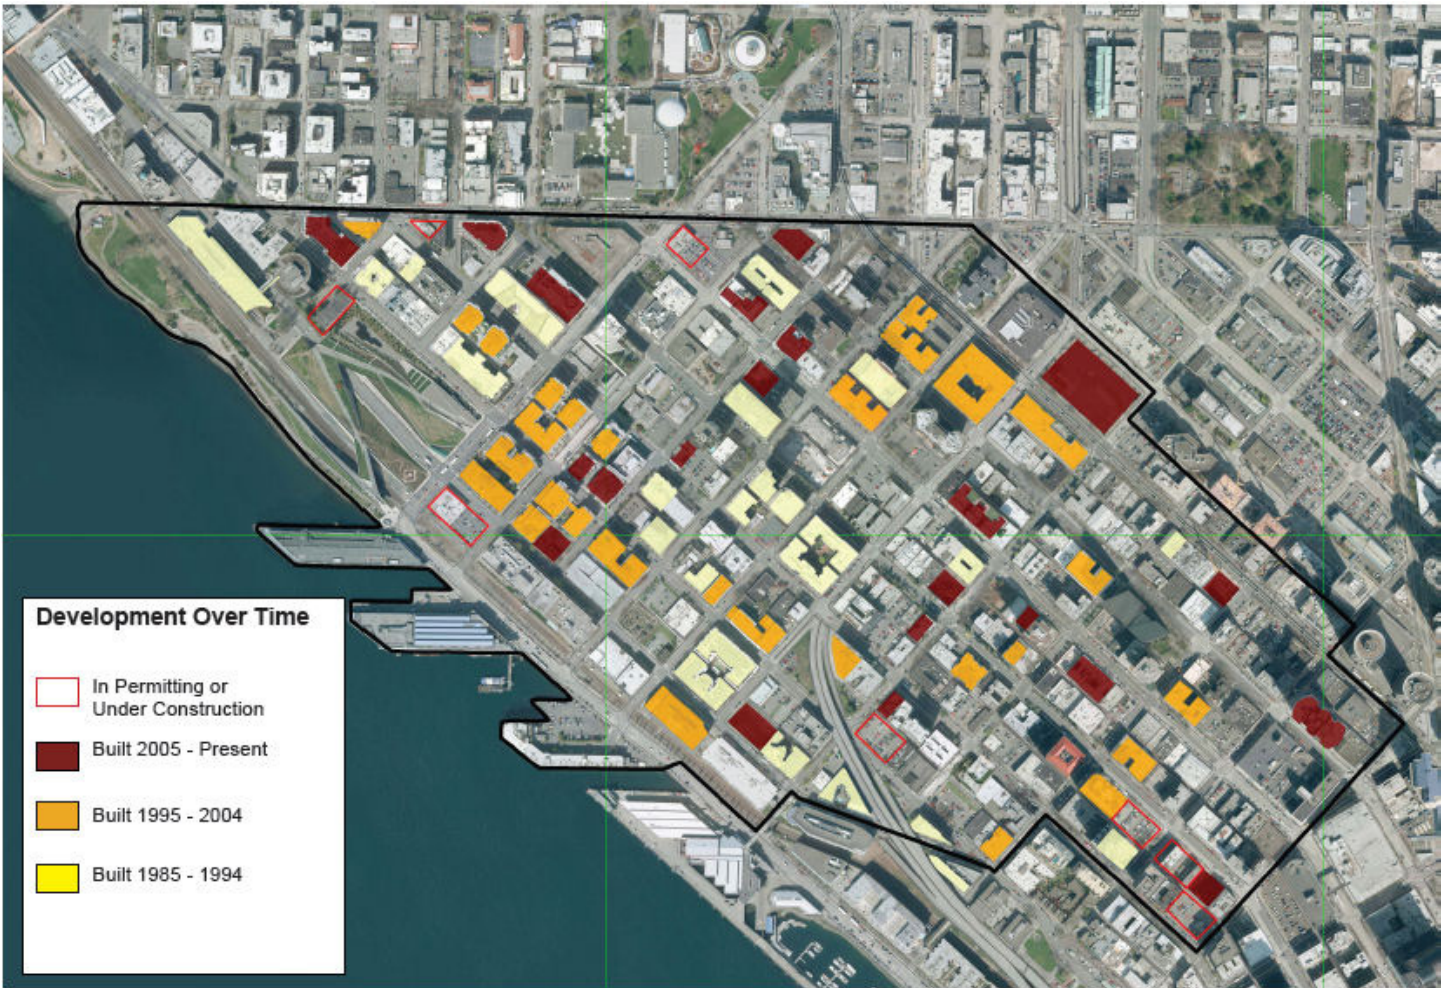 Development Over Time
In Permitting or
Under Construction
Built 2005 - Present
Built 1995 - 2004
Built 1985 - 1994